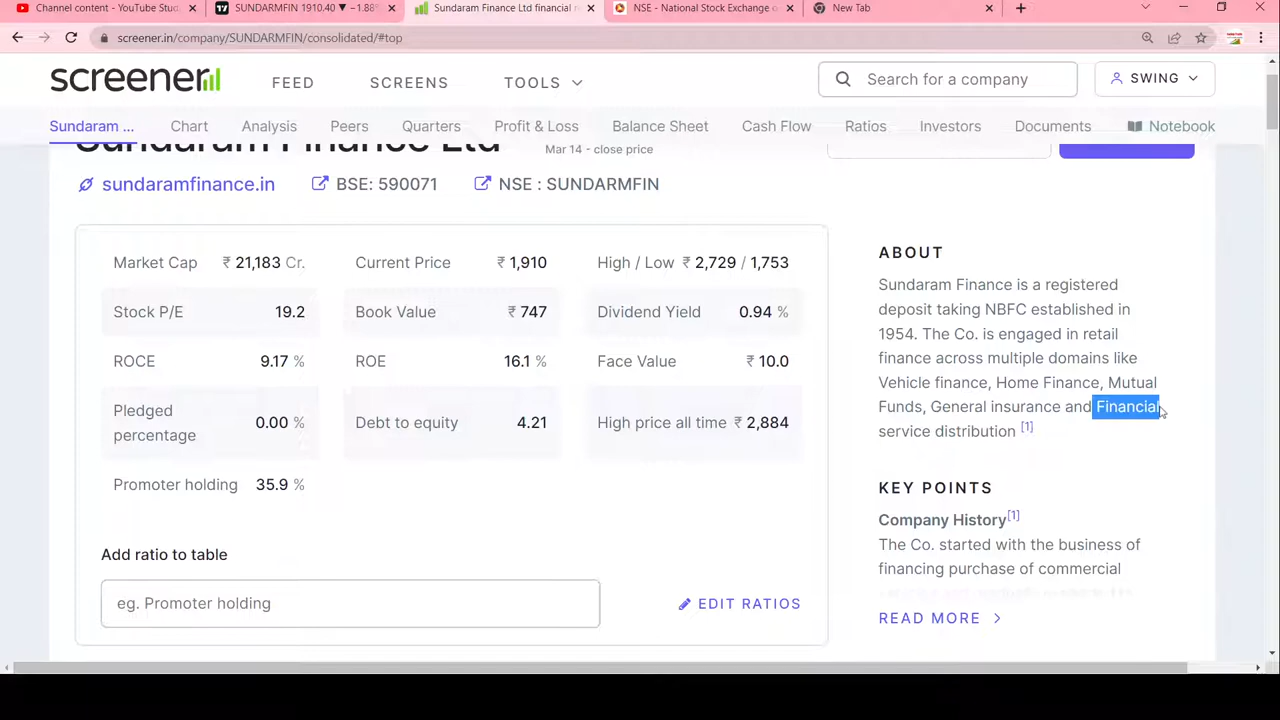 Channel content - YouTube Stud
SUNDARMFIN 1910.40 ▼ −1.88%
Sundaram Finance Ltd financial r
NSE - National Stock Exchange o
New Tab
screener.in/company/SUNDARMFIN/consolidated/#top
screener
FEED
SCREENS
TOOLS
Search for a company
SWING
Sundaram ...
Chart
Analysis
Peers
Quarters
Profit & Loss
Balance Sheet
Cash Flow
Ratios
Investors
Documents
Notebook
Sundaram Finance Ltd
Mar 14 - close price
sundaramfinance.in
BSE: 590071
NSE : SUNDARMFIN
Market Cap ₹ 21,183 Cr.
Current Price ₹ 1,910
High / Low ₹ 2,729 / 1,753
Stock P/E 19.2
Book Value ₹ 747
Dividend Yield 0.94 %
ROCE 9.17 %
ROE 16.1 %
Face Value ₹ 10.0
Pledged
percentage 0.00 %
Debt to equity 4.21
High price all time ₹ 2,884
Promoter holding 35.9 %
Add ratio to table
eg. Promoter holding
EDIT RATIOS
ABOUT
Sundaram Finance is a registered
deposit taking NBFC established in
1954. The Co. is engaged in retail
finance across multiple domains like
Vehicle finance, Home Finance, Mutual
Funds, General insurance and Financial
service distribution [1]
KEY POINTS
Company History[1]
The Co. started with the business of
financing purchase of commercial
READ MORE